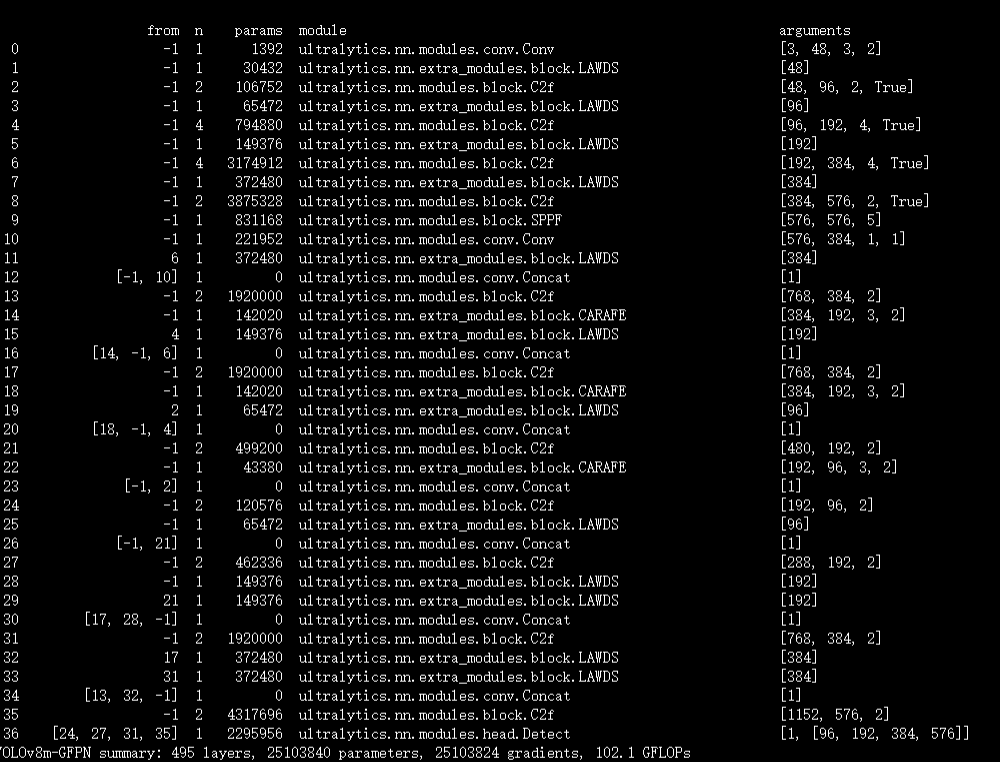 from n params module arguments
0 -1 1 1392 ultralytics.nn.modules.conv.Conv [3, 48, 3, 2]
1 -1 1 30432 ultralytics.nn.extra_modules.block.LAWDS [48]
2 -1 2 106752 ultralytics.nn.modules.block.C2f [48, 96, 2, True]
3 -1 1 65472 ultralytics.nn.extra_modules.block.LAWDS [96]
4 -1 4 794880 ultralytics.nn.modules.block.C2f [96, 192, 4, True]
5 -1 1 149376 ultralytics.nn.extra_modules.block.LAWDS [192]
6 -1 4 3174912 ultralytics.nn.modules.block.C2f [192, 384, 4, True]
7 -1 1 372480 ultralytics.nn.extra_modules.block.LAWDS [384]
8 -1 2 3875328 ultralytics.nn.modules.block.C2f [384, 576, 2, True]
9 -1 1 831168 ultralytics.nn.modules.block.SPPF [576, 576, 5]
10 -1 1 221952 ultralytics.nn.modules.conv.Conv [576, 384, 1, 1]
11 6 1 372480 ultralytics.nn.extra_modules.block.LAWDS [384]
12 [-1, 10] 1 0 ultralytics.nn.modules.conv.Concat [1]
13 -1 2 1920000 ultralytics.nn.modules.block.C2f [768, 384, 2]
14 -1 1 142020 ultralytics.nn.extra_modules.block.CARAFE [384, 192, 3, 2]
15 4 1 149376 ultralytics.nn.extra_modules.block.LAWDS [192]
16 [14, -1, 6] 1 0 ultralytics.nn.modules.conv.Concat [1]
17 -1 2 1920000 ultralytics.nn.modules.block.C2f [768, 384, 2]
18 -1 1 142020 ultralytics.nn.extra_modules.block.CARAFE [384, 192, 3, 2]
19 2 1 65472 ultralytics.nn.extra_modules.block.LAWDS [96]
20 [18, -1, 4] 1 0 ultralytics.nn.modules.conv.Concat [1]
21 -1 2 499200 ultralytics.nn.modules.block.C2f [480, 192, 2]
22 -1 1 43380 ultralytics.nn.extra_modules.block.CARAFE [192, 96, 3, 2]
23 [-1, 2] 1 0 ultralytics.nn.modules.conv.Concat [1]
24 -1 2 120576 ultralytics.nn.modules.block.C2f [192, 96, 2]
25 -1 1 65472 ultralytics.nn.extra_modules.block.LAWDS [96]
26 [-1, 21] 1 0 ultralytics.nn.modules.conv.Concat [1]
27 -1 2 462336 ultralytics.nn.modules.block.C2f [288, 192, 2]
28 -1 1 149376 ultralytics.nn.extra_modules.block.LAWDS [192]
29 21 1 149376 ultralytics.nn.extra_modules.block.LAWDS [192]
30 [17, 28, -1] 1 0 ultralytics.nn.modules.conv.Concat [1]
31 -1 2 1920000 ultralytics.nn.modules.block.C2f [768, 384, 2]
32 17 1 372480 ultralytics.nn.extra_modules.block.LAWDS [384]
33 31 1 372480 ultralytics.nn.extra_modules.block.LAWDS [384]
34 [13, 32, -1] 1 0 ultralytics.nn.modules.conv.Concat [1]
35 -1 2 4317696 ultralytics.nn.modules.block.C2f [1152, 576, 2]
36 [24, 27, 31, 35] 1 2295956 ultralytics.nn.modules.head.Detect [1, [96, 192, 384, 576]]
YOLOv8m-GFPN summary: 495 layers, 25103840 parameters, 25103824 gradients, 102.1 GFLOPs